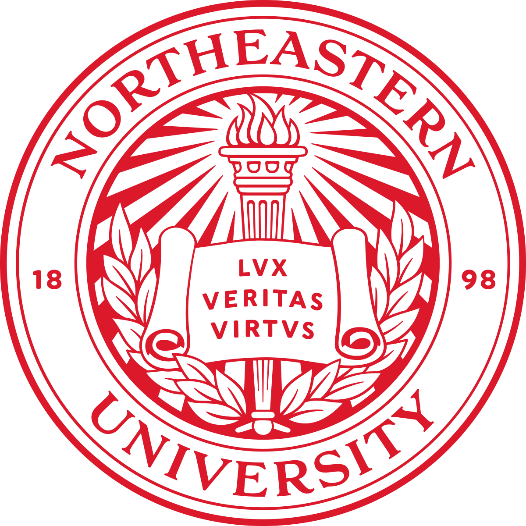 NORTHEASTERN
18
98
LVX
VERITAS
VIRTVS
UNIVERSITY